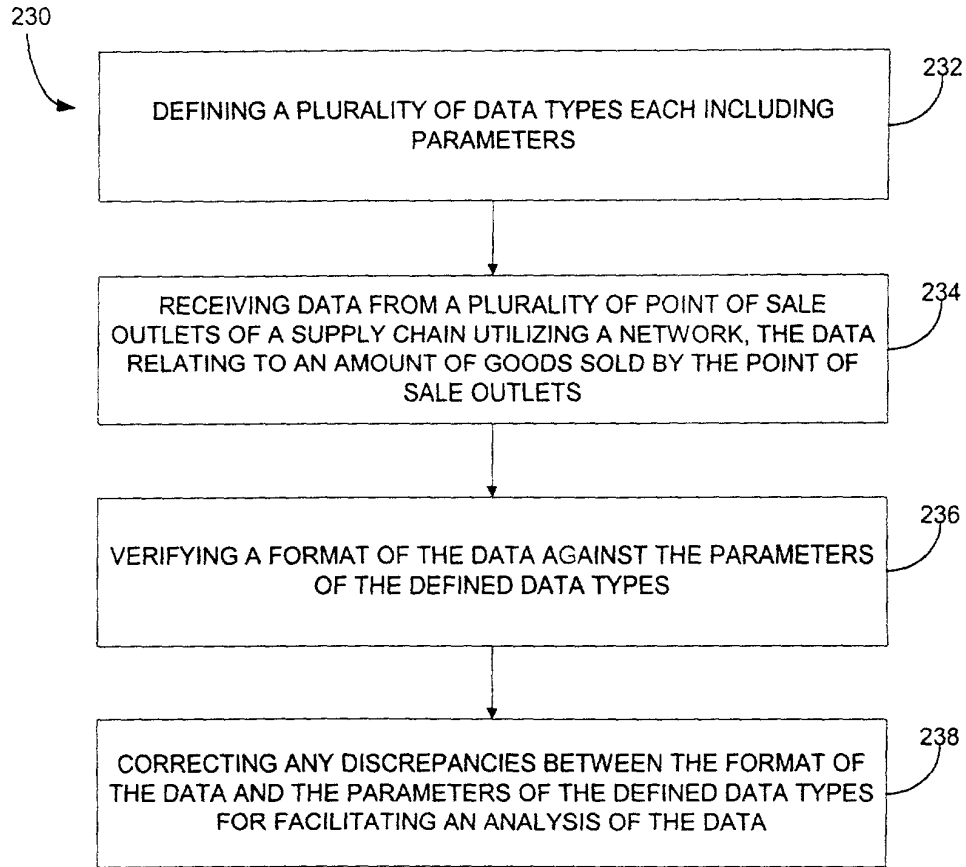 230
232
DEFINING A PLURALITY OF DATA TYPES EACH INCLUDING
PARAMETERS
234
RECEIVING DATA FROM A PLURALITY OF POINT OF SALE
OUTLETS OF A SUPPLY CHAIN UTILIZING A NETWORK, THE DATA
RELATING TO AN AMOUNT OF GOODS SOLD BY THE POINT OF
SALE OUTLETS
236
VERIFYING A FORMAT OF THE DATA AGAINST THE PARAMETERS
OF THE DEFINED DATA TYPES
238
CORRECTING ANY DISCREPANCIES BETWEEN THE FORMAT OF
THE DATA AND THE PARAMETERS OF THE DEFINED DATA TYPES
FOR FACILITATING AN ANALYSIS OF THE DATA